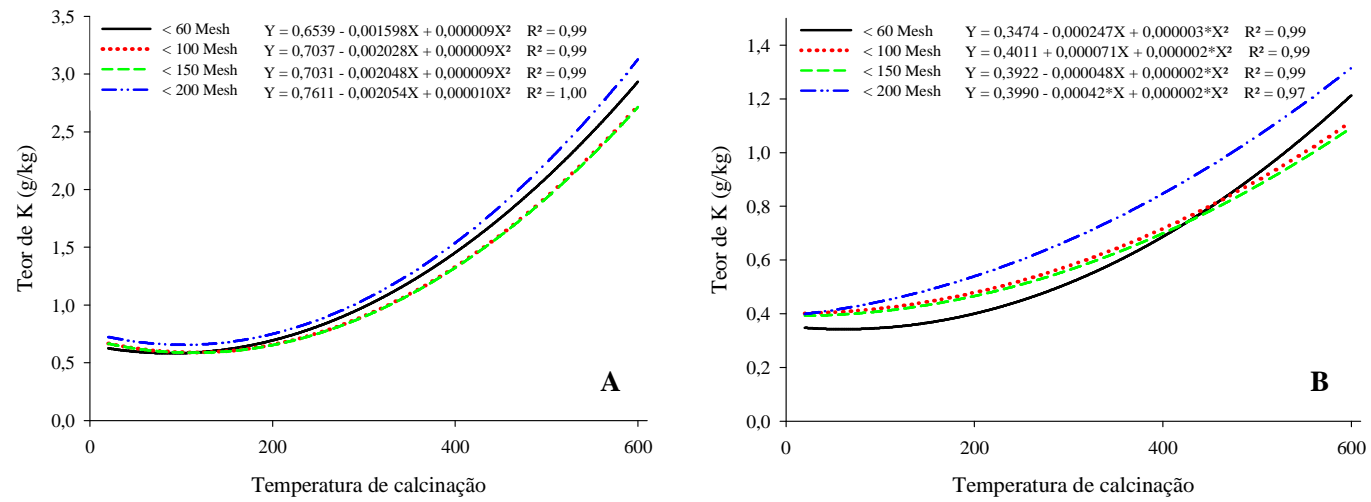 < 60 Mesh Y = 0,6539 - 0,001598X + 0,000009X² R² = 0,99
< 100 Mesh Y = 0,7037 - 0,002028X + 0,000009X² R² = 0,99
< 150 Mesh Y = 0,7031 - 0,002048X + 0,000009X² R² = 0,99
< 200 Mesh Y = 0,7611 - 0,002054X + 0,000010X² R² = 1,00
3,5
3,0
2,5
2,0
1,5
1,0
0,5
0,0
Teor de K (g/kg)
A
0 200 400 600
Temperatura de calcinação
< 60 Mesh Y = 0,3474 - 0,000247X + 0,000003*X² R² = 0,99
< 100 Mesh Y = 0,4011 + 0,000071X + 0,000002*X² R² = 0,99
< 150 Mesh Y = 0,3922 - 0,000048X + 0,000002*X² R² = 0,99
< 200 Mesh Y = 0,3990 - 0,00042*X + 0,000002*X² R² = 0,97
1,4
1,2
1,0
0,8
0,6
0,4
0,2
0,0
Teor de K (g/kg)
B
0 200 400 600
Temperatura de calcinação